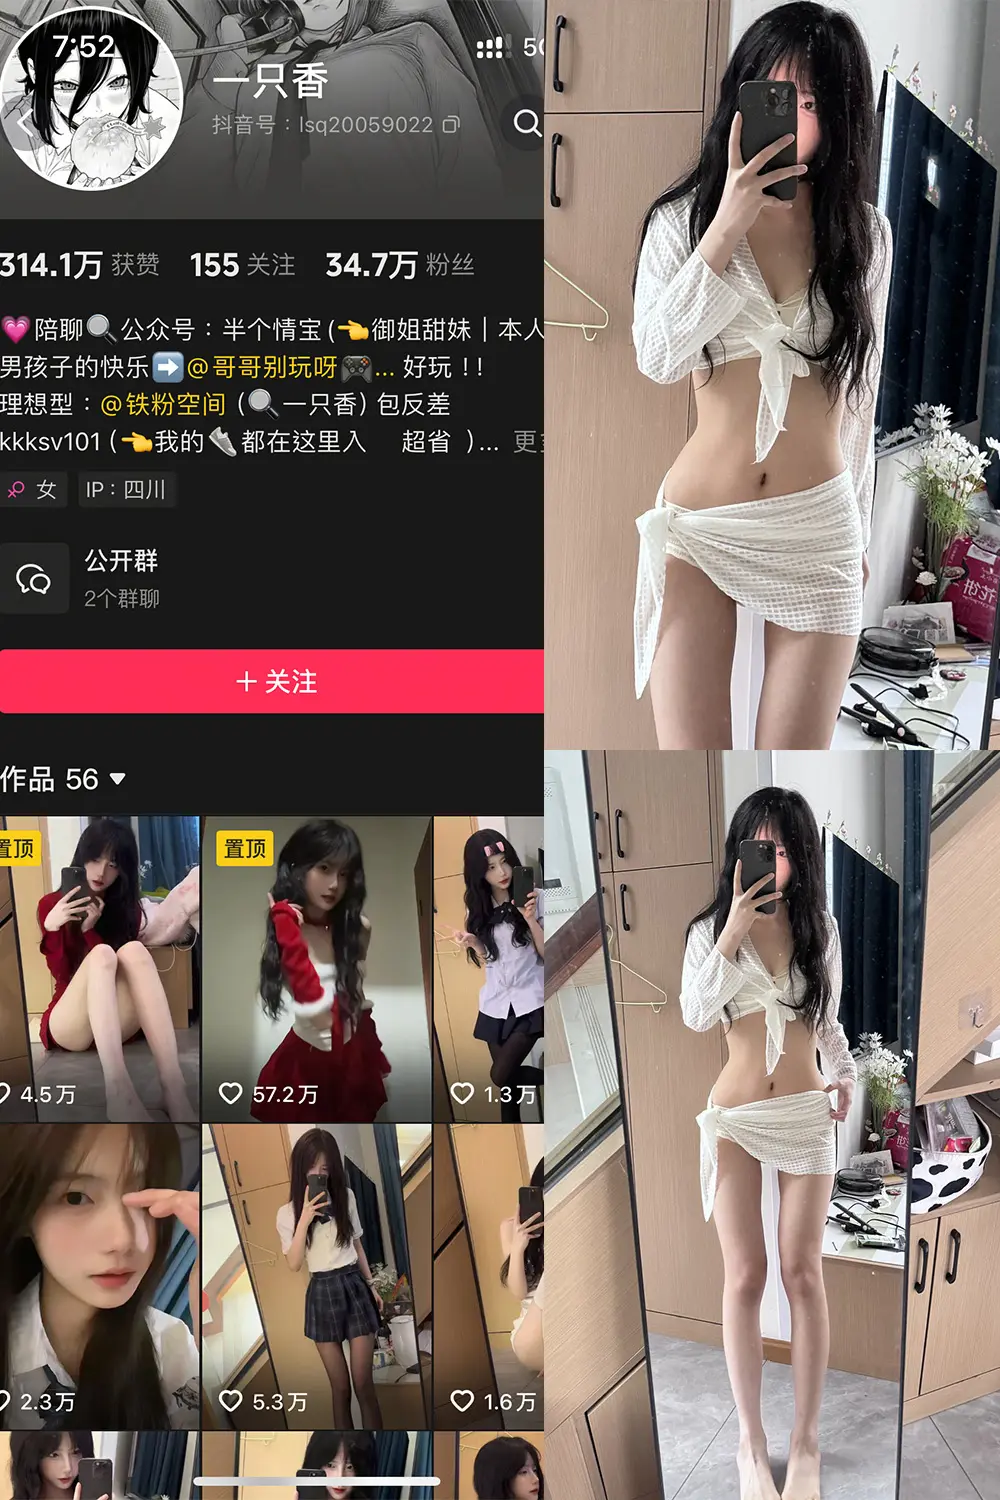 7:52
5G
一只香
抖音号：lsq20059022
314.1万 获赞 155 关注 34.7万 粉丝
💗陪聊🔍公众号：半个情宝(👈御姐甜妹｜本人
男孩子的快乐➡️@哥哥别玩呀🎮... 好玩！！
理想型：@铁粉空间 (🔍一只香) 包反差
kkksv101 (👈我的👟都在这里入 超省 )... 更
女 IP：四川
公开群
2个群聊
+ 关注
作品 56
置顶
置顶
4.5万
57.2万
1.3万
2.3万
5.3万
1.6万
花饼